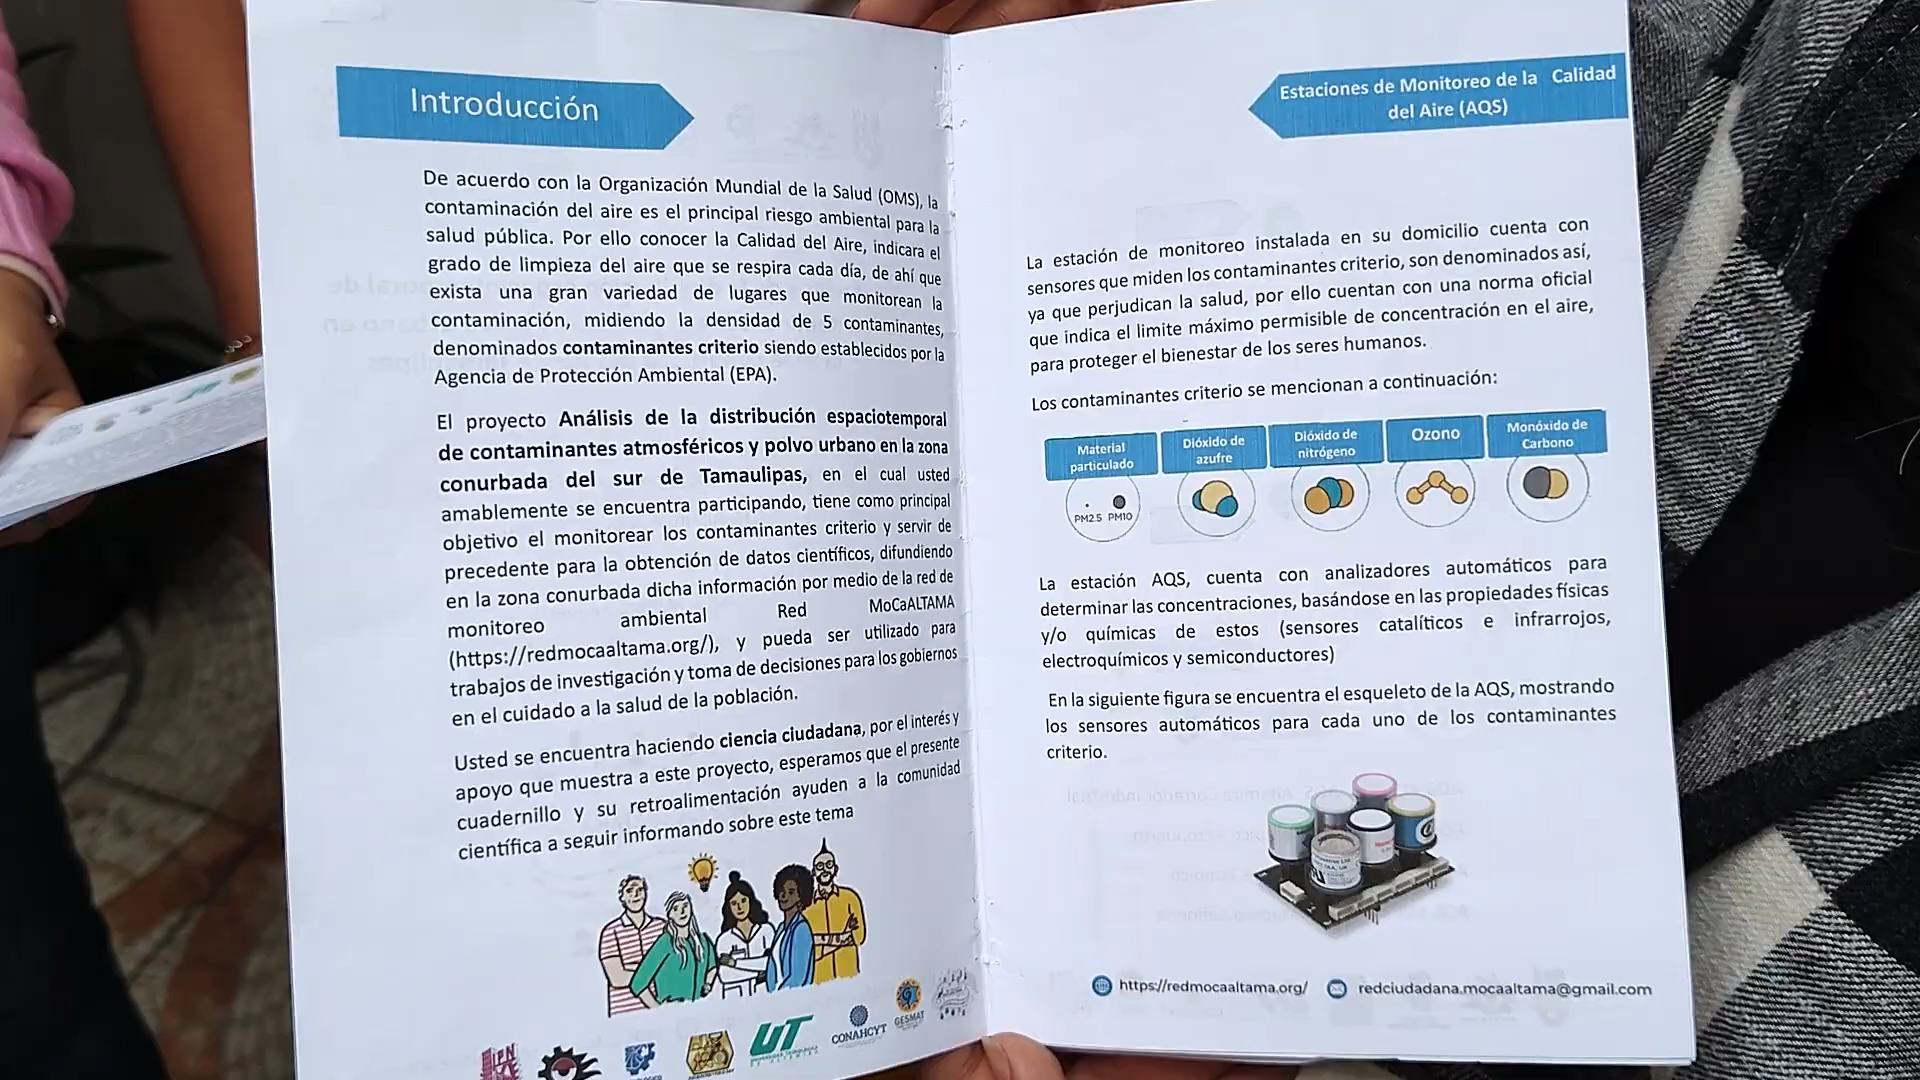 Introducción
De acuerdo con la Organización Mundial de la Salud (OMS), la
contaminación del aire es el principal riesgo ambiental para la
salud pública. Por ello conocer la Calidad del Aire, indicara el
grado de limpieza del aire que se respira cada día, de ahí que
exista una gran variedad de lugares que monitorean la
contaminación, midiendo la densidad de 5 contaminantes,
denominados contaminantes criterio siendo establecidos por la
Agencia de Protección Ambiental (EPA).
El proyecto Análisis de la distribución espaciotemporal
de contaminantes atmosféricos y polvo urbano en la zona
conurbada del sur de Tamaulipas, en el cual usted
amablemente se encuentra participando, tiene como principal
objetivo el monitorear los contaminantes criterio y servir de
precedente para la obtención de datos científicos, difundiendo
en la zona conurbada dicha información por medio de la red de
monitoreo ambiental Red MoCaALTAMA
(https://redmocaaltama.org/), y pueda ser utilizado para
trabajos de investigación y toma de decisiones para los gobiernos
en el cuidado a la salud de la población.
Usted se encuentra haciendo ciencia ciudadana, por el interés y
apoyo que muestra a este proyecto, esperamos que el presente
cuadernillo y su retroalimentación ayuden a la comunidad
científica a seguir informando sobre este tema
IPN
UT
CONAHCYT
GESMAT
Estaciones de Monitoreo de la Calidad
del Aire (AQS)
La estación de monitoreo instalada en su domicilio cuenta con
sensores que miden los contaminantes criterio, son denominados así,
ya que perjudican la salud, por ello cuentan con una norma oficial
que indica el limite máximo permisible de concentración en el aire,
para proteger el bienestar de los seres humanos.
Los contaminantes criterio se mencionan a continuación:
Material
particulado
Dióxido de
azufre
Dióxido de
nitrógeno
Ozono
Monóxido de
Carbono
PM2.5 PM10
La estación AQS, cuenta con analizadores automáticos para
determinar las concentraciones, basándose en las propiedades físicas
y/o químicas de estos (sensores catalíticos e infrarrojos,
electroquímicos y semiconductores)
En la siguiente figura se encuentra el esqueleto de la AQS, mostrando
los sensores automáticos para cada uno de los contaminantes
criterio.
https://redmocaaltama.org/ redciudadana.mocaaltama@gmail.com